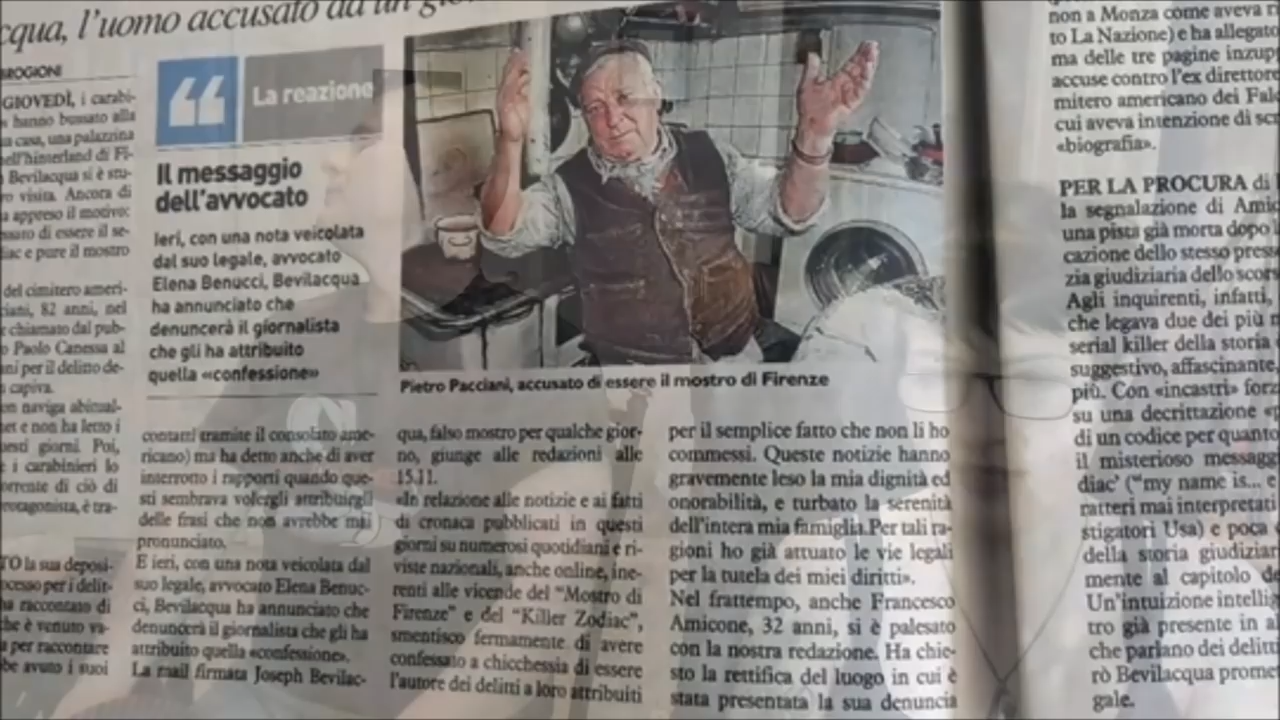 cqua, l'uomo accusato da un gior
BROGIONI
GIOVEDÌ, i carabi-
hanno bussato alla
casa, una palazzina
nell'hinterland di Fi-
Bevilacqua si è stu-
visita. Ancora di
appreso il motivo:
di essere il se-
e pure il mostro
del cimitero ameri-
82 anni, nel
chiamato dal pub-
Paolo Canessa al
per il delitto de-
capiva.
naviga abitual-
e non ha letto i
giorni. Poi,
i carabinieri lo
di ciò di
è tra-
la sua deposi-
per i delit-
ha raccontato di
che è venuto va-
per raccontare
avuto i suoi
“ La reazione
Il messaggio
dell'avvocato
Ieri, con una nota veicolata
dal suo legale, avvocato
Elena Benucci, Bevilacqua
ha annunciato che
denuncerà il giornalista
che gli ha attribuito
quella «confessione»
contarri tramite il consolato ame-
ricano) ma ha detto anche di aver
interrotto i rapporti quando que-
sti sembrava volergli attribuirgli
delle frasi che non avrebbe mai
pronunciato.
E ieri, con una nota veicolata dal
suo legale, avvocato Elena Benuc-
ci, Bevilacqua ha annunciato che
denuncerà il giornalista che gli ha
attribuito quella «confessione».
La mail firmata Joseph Bevilac-
Pietro Pacciani, accusato di essere il mostro di Firenze
qua, falso mostro per qualche gior-
no, giunge alle redazioni alle
15.11.
«In relazione alle notizie e ai fatti
di cronaca pubblicati in questi
giorni su numerosi quotidiani e ri-
viste nazionali, anche online, ine-
renti alle vicende del "Mostro di
Firenze" e del "Killer Zodiac",
smentisco fermamente di avere
confessato a chicchessia di essere
l'autore dei delitti a loro attribuiti
per il semplice fatto che non li ho
commessi. Queste notizie hanno
gravemente leso la mia dignità ed
onorabilità, e turbato la serenità
dell'intera mia famiglia.Per tali ra-
gioni ho già attuato le vie legali
per la tutela dei miei diritti».
Nel frattempo, anche Francesco
Amicone, 32 anni, si è palesato
con la nostra redazione. Ha chie-
sto la rettifica del luogo in cui è
stata presentata la sua denuncia
non a Monza come aveva ri
to La Nazione) e ha allegato
ma delle tre pagine inzup
accuse contro l'ex direttore
mitero americano dei Falc
cui aveva intenzione di scr
«biografia».
PER LA PROCURA di
la segnalazione di Amic
una pista già morta dopo l
cazione dello stesso press
zia giudiziaria dello scors
Agli inquirenti, infatti,
che legava due dei più m
serial killer della storia
suggestivo, affascinante,
più. Con «incastri» forz
su una decrittazione «p
di un codice per quanto
il misterioso messagg
diac' ("my name is... e
ratteri mai interpretati
stigatori Usa) e poca
della storia giudizian
mente al capitolo de
Un'intuizione intellig
tro già presente in al
che parlano dei delitti
rò Bevilacqua prome
gale.